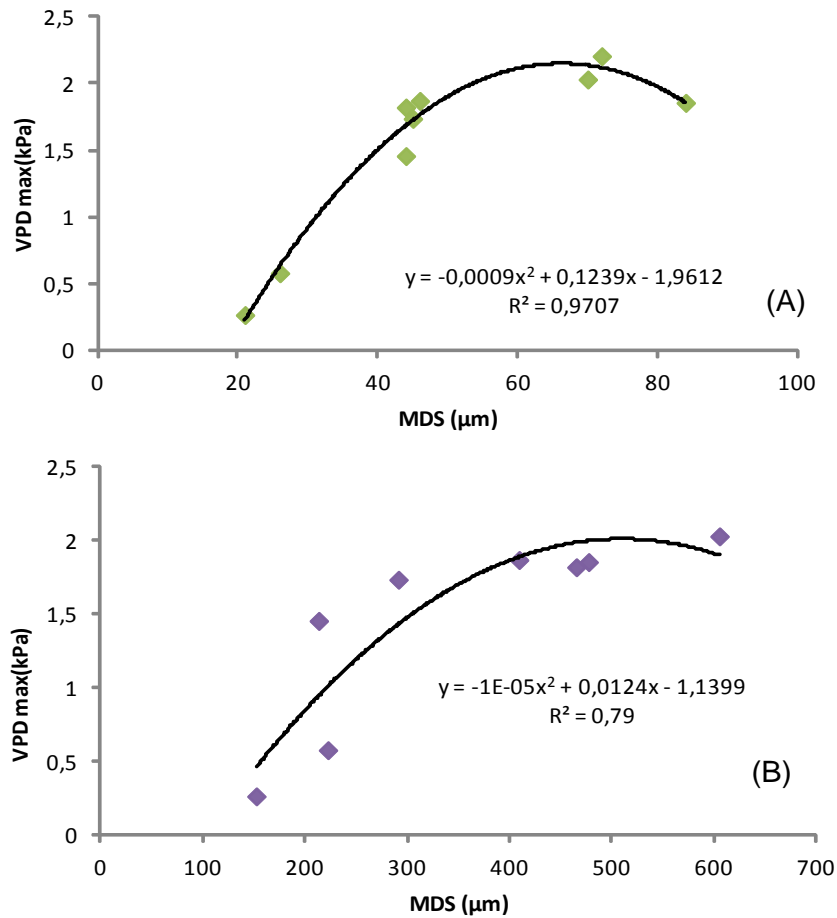 2,5
2
1,5
1
0,5
0
VPD max(kPa)
y = -0,0009x² + 0,1239x - 1,9612
R² = 0,9707
(A)
0 20 40 60 80 100
MDS (µm)
2,5
2
1,5
1
0,5
0
VPD max(kPa)
y = -1E-05x² + 0,0124x - 1,1399
R² = 0,79
(B)
0 100 200 300 400 500 600 700
MDS (µm)